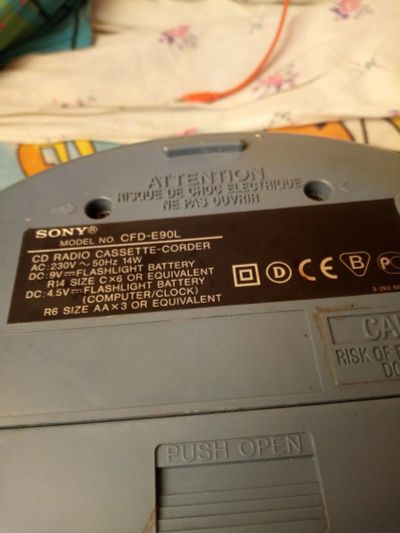 ATTENTION
RISQUE DE CHOC ELECTRIQUE
NE PAS OUVRIR
SONY®
MODEL NO. CFD-E90L
CD RADIO CASSETTE-CORDER
AC: 230V ~ 50Hz 14W
DC: 9V ⎓ FLASHLIGHT BATTERY
R14 SIZE C×6 OR EQUIVALENT
DC: 4.5V ⎓ FLASHLIGHT BATTERY
(COMPUTER/CLOCK)
R6 SIZE AA×3 OR EQUIVALENT
D CE B
RISK OF
PUSH OPEN